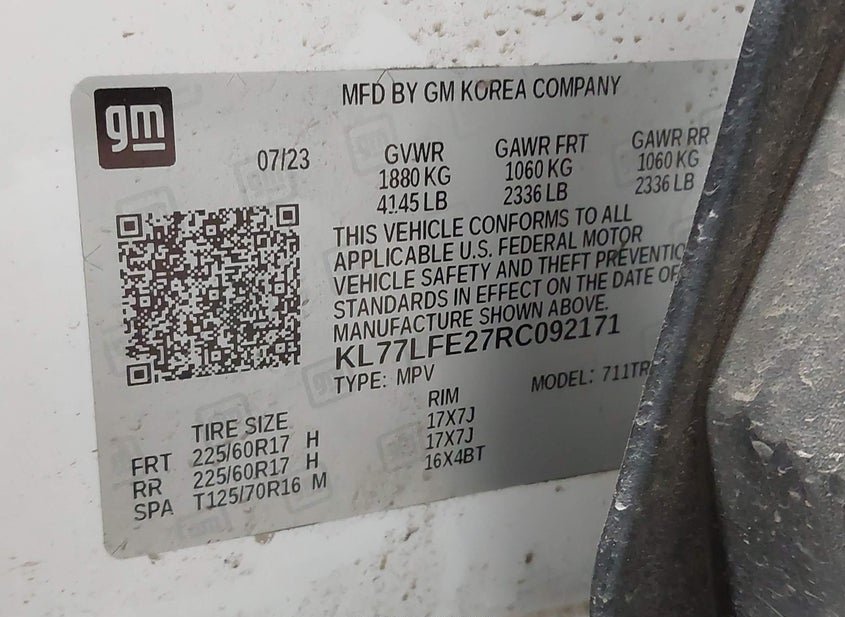 gm
MFD BY GM KOREA COMPANY
07/23
GVWR GAWR FRT GAWR RR
1880 KG 1060 KG 1060 KG
4145 LB 2336 LB 2336 LB
THIS VEHICLE CONFORMS TO ALL
APPLICABLE U.S. FEDERAL MOTOR
VEHICLE SAFETY AND THEFT PREVENTIO
STANDARDS IN EFFECT ON THE DATE OF
MANUFACTURE SHOWN ABOVE.
KL77LFE27RC092171
TYPE: MPV MODEL: 711TR
TIRE SIZE RIM
FRT 225/60R17 H 17X7J
RR 225/60R17 H 17X7J
SPA T125/70R16 M 16X4BT